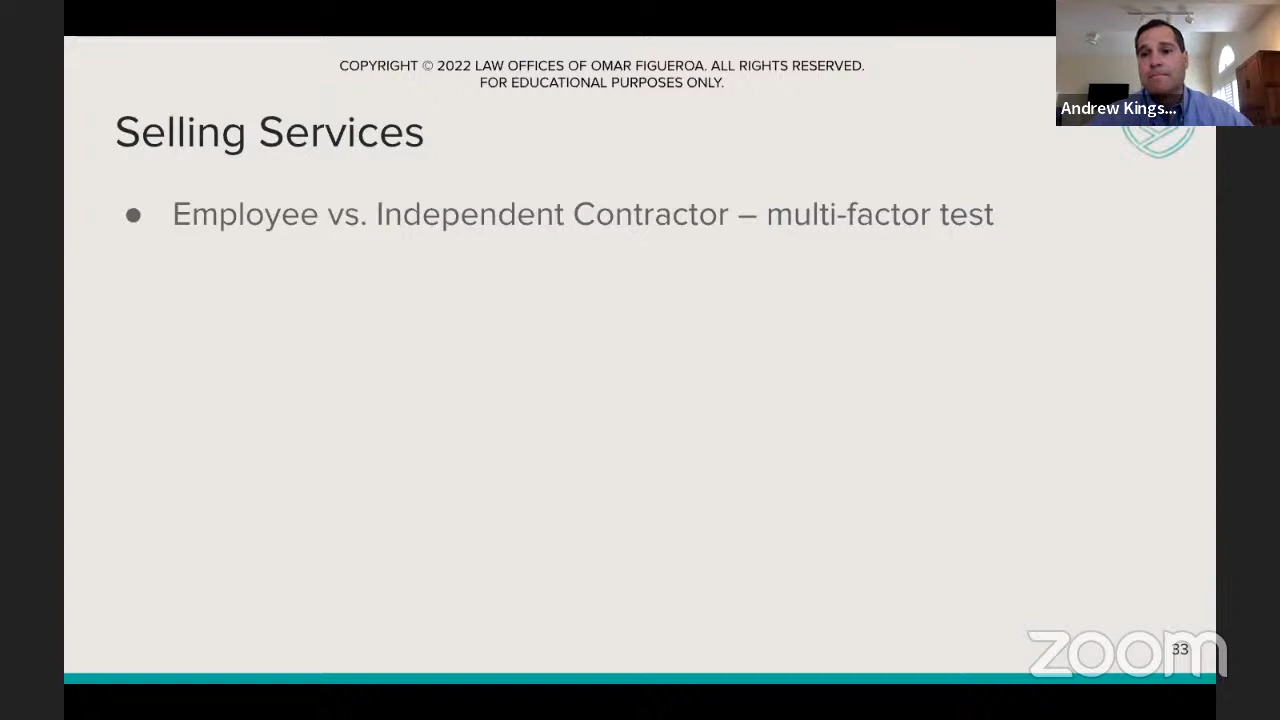 COPYRIGHT © 2022 LAW OFFICES OF OMAR FIGUEROA. ALL RIGHTS RESERVED.
FOR EDUCATIONAL PURPOSES ONLY.
Andrew Kings...
Selling Services
● Employee vs. Independent Contractor – multi-factor test
zoom
33